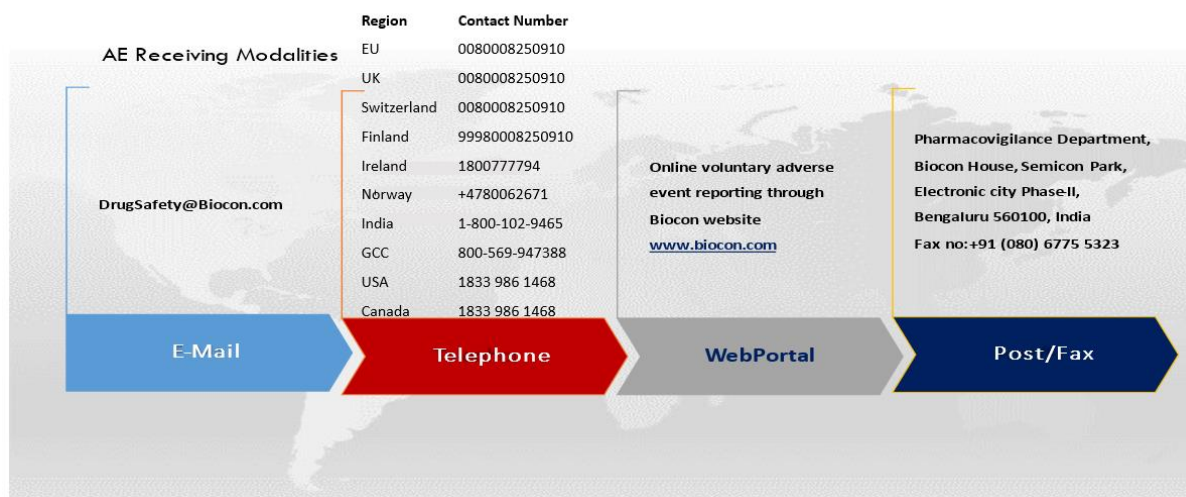 AE Receiving Modalities
DrugSafety@Biocon.com
E-Mail
Region Contact Number
EU 0080008250910
UK 0080008250910
Switzerland 0080008250910
Finland 99980008250910
Ireland 1800777794
Norway +4780062671
India 1-800-102-9465
GCC 800-569-947388
USA 1833 986 1468
Canada 1833 986 1468
Telephone
Online voluntary adverse
event reporting through
Biocon website
www.biocon.com
WebPortal
Pharmacovigilance Department,
Biocon House, Semicon Park,
Electronic city Phase-II,
Bengaluru 560100, India
Fax no:+91 (080) 6775 5323
Post/Fax